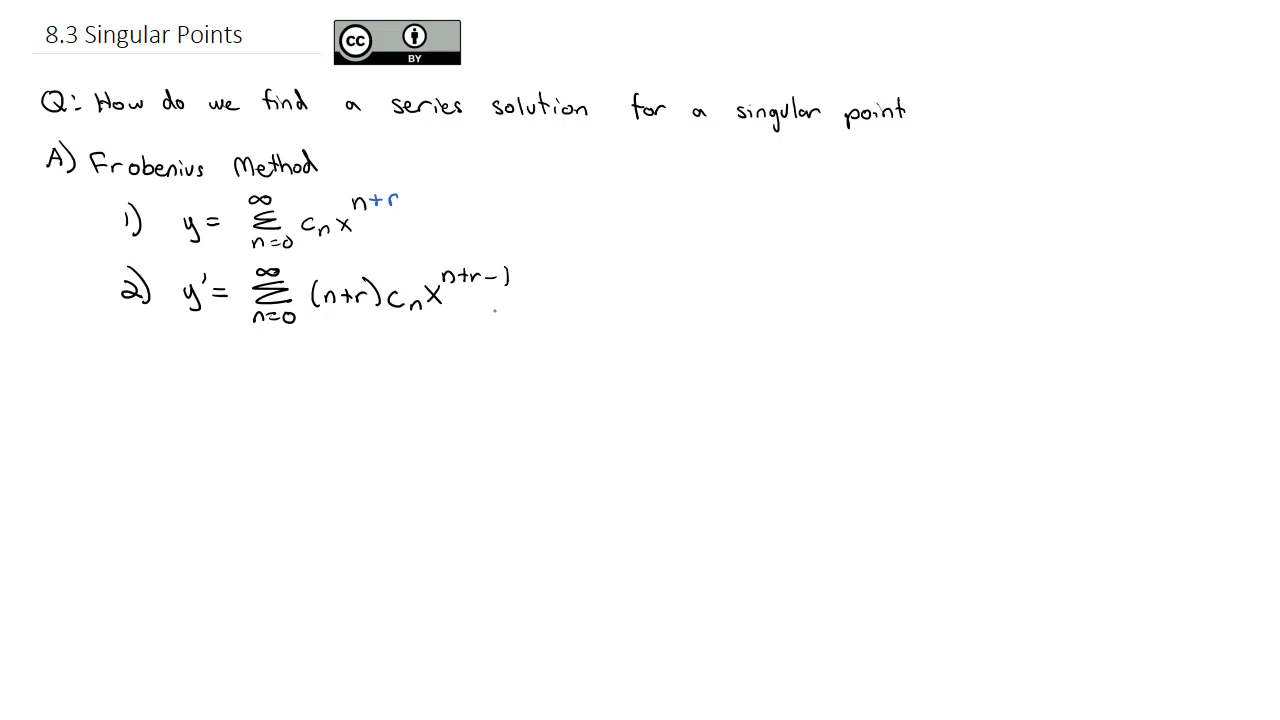 8.3 Singular Points
cc BY
Q: How do we find a series solution for a singular point
A) Frobenius Method
1) y = ∑_{n=0}^{∞} c_n x^{n+r}
2) y' = ∑_{n=0}^{∞} (n+r) c_n x^{n+r-1}